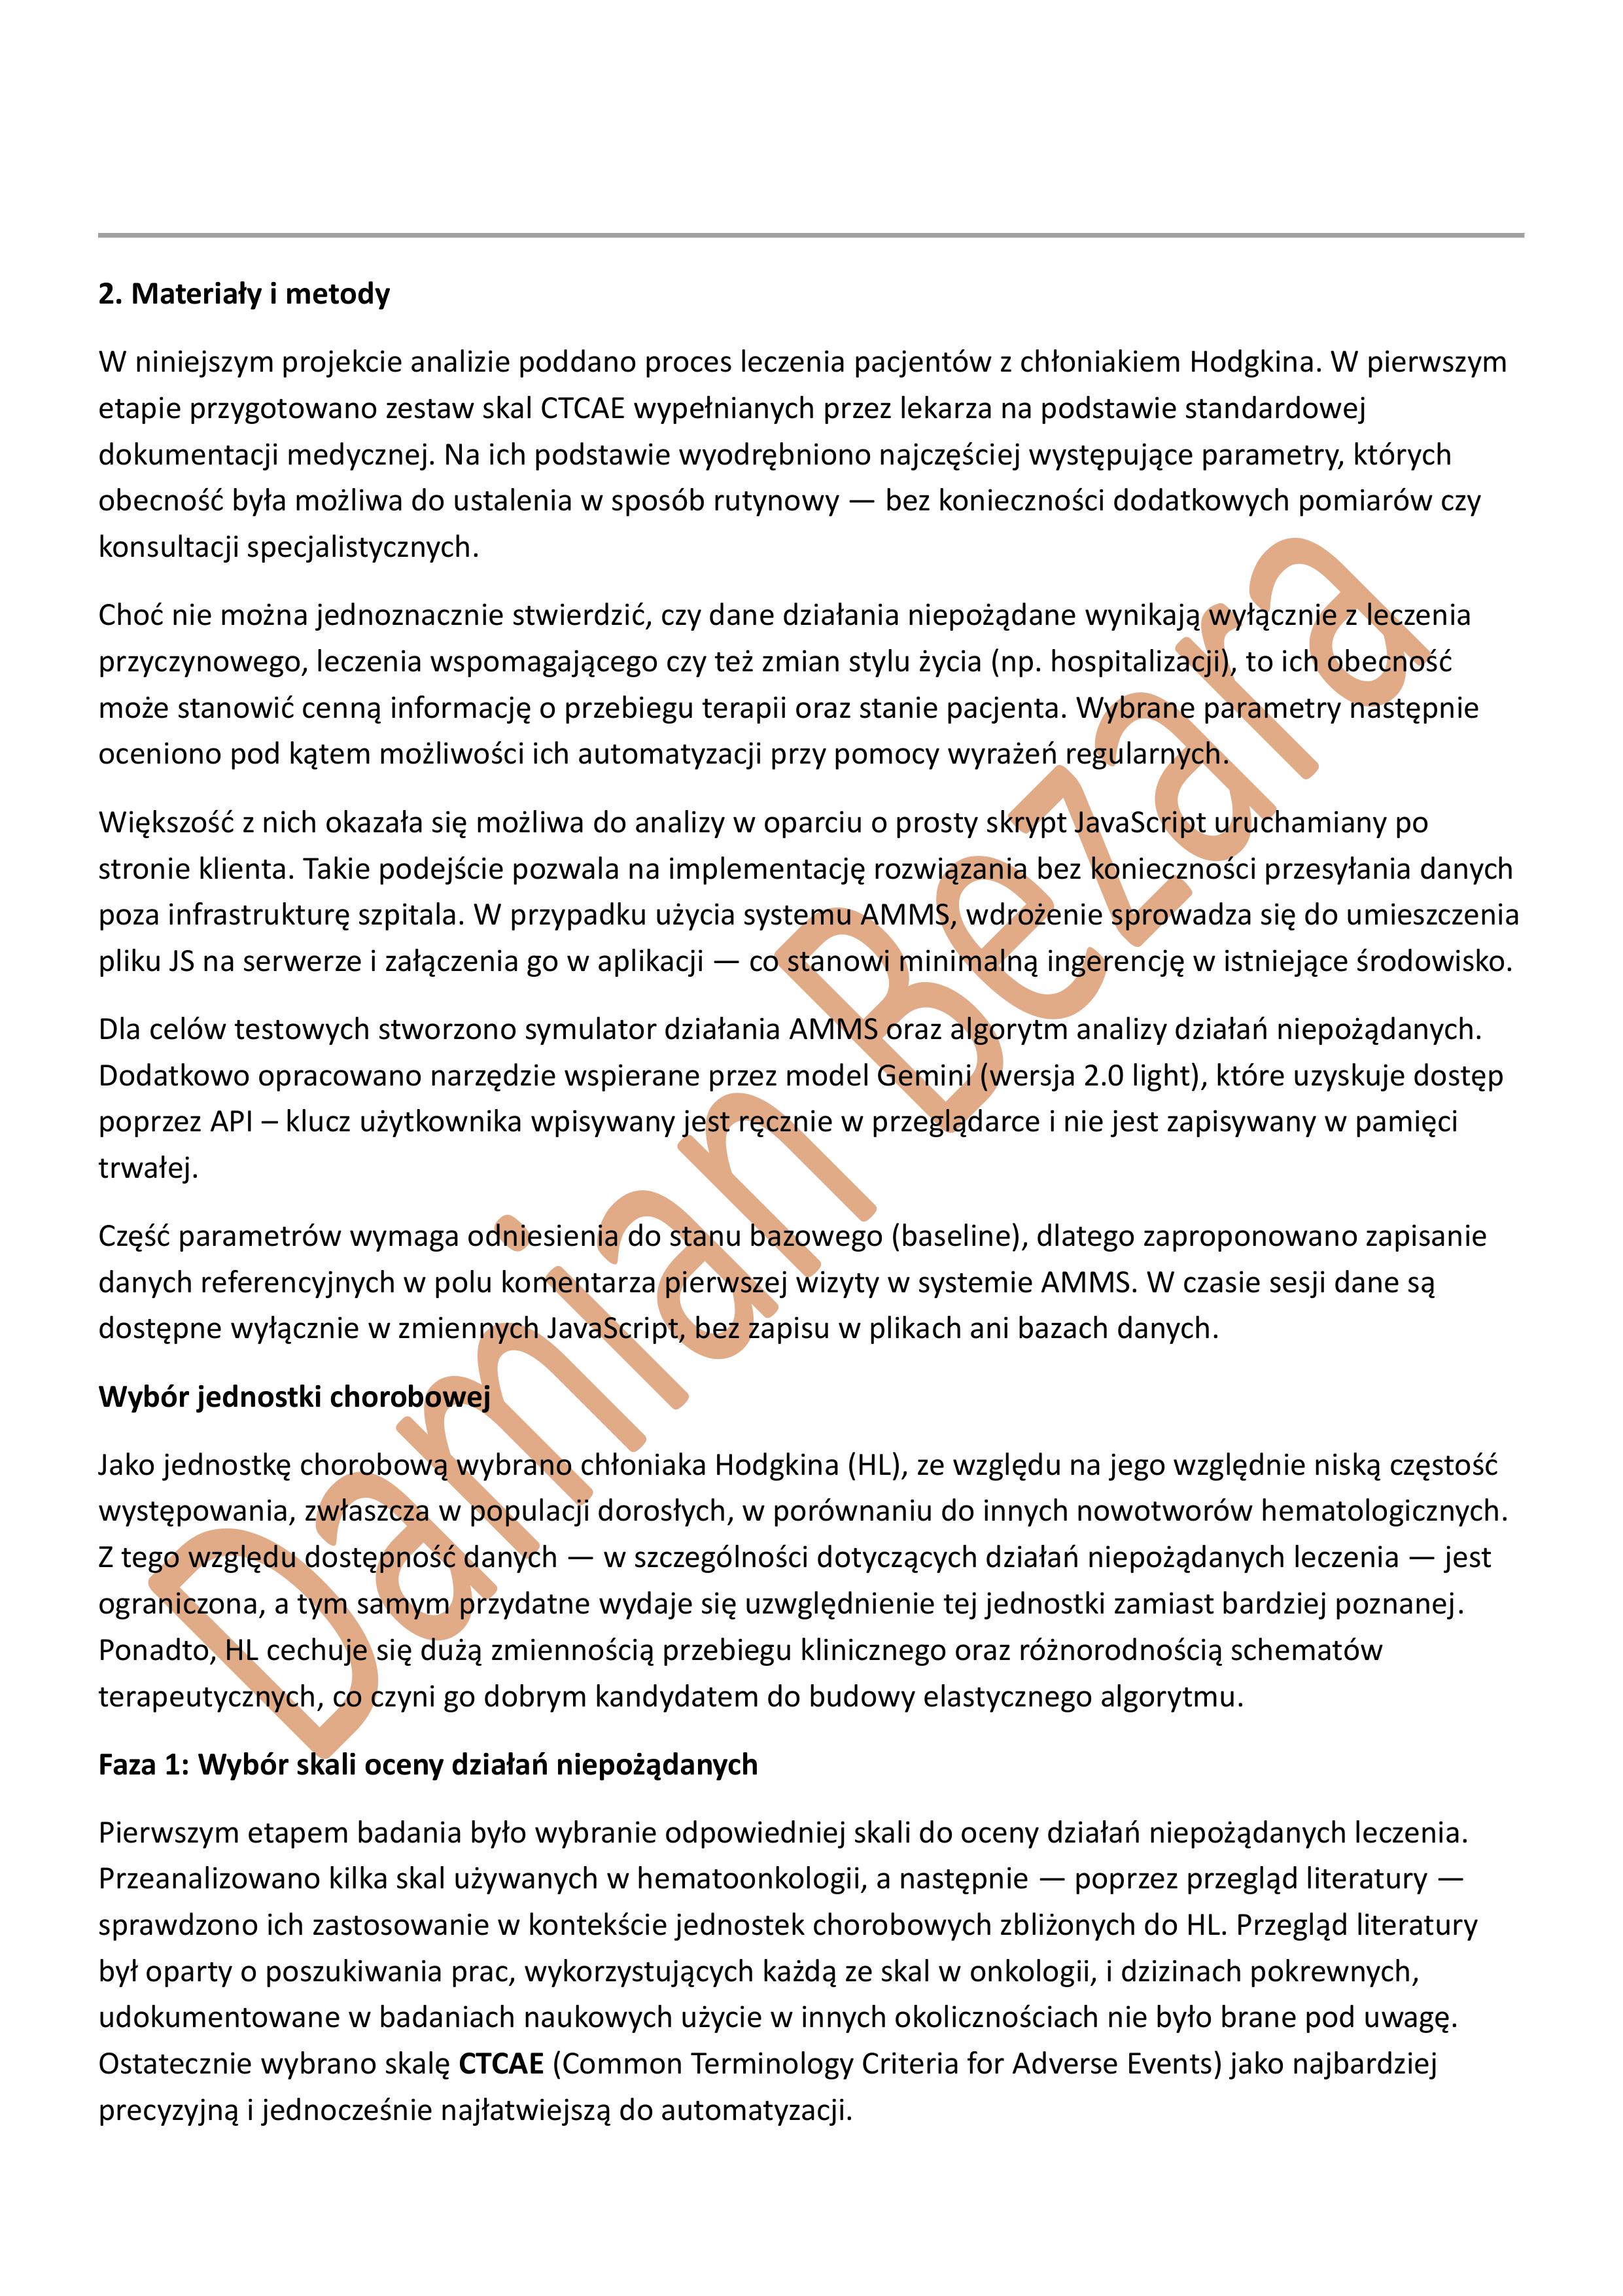 2. Materiały i metody
W niniejszym projekcie analizie poddano proces leczenia pacjentów z chłoniakiem Hodgkina. W pierwszym
etapie przygotowano zestaw skal CTCAE wypełnianych przez lekarza na podstawie standardowej
dokumentacji medycznej. Na ich podstawie wyodrębniono najczęściej występujące parametry, których
obecność była możliwa do ustalenia w sposób rutynowy — bez konieczności dodatkowych pomiarów czy
konsultacji specjalistycznych.
Choć nie można jednoznacznie stwierdzić, czy dane działania niepożądane wynikają wyłącznie z leczenia
przyczynowego, leczenia wspomagającego czy też zmian stylu życia (np. hospitalizacji), to ich obecność
może stanowić cenną informację o przebiegu terapii oraz stanie pacjenta. Wybrane parametry następnie
oceniono pod kątem możliwości ich automatyzacji przy pomocy wyrażeń regularnych.
Większość z nich okazała się możliwa do analizy w oparciu o prosty skrypt JavaScript uruchamiany po
stronie klienta. Takie podejście pozwala na implementację rozwiązania bez konieczności przesyłania danych
poza infrastrukturę szpitala. W przypadku użycia systemu AMMS, wdrożenie sprowadza się do umieszczenia
pliku JS na serwerze i załączenia go w aplikacji — co stanowi minimalną ingerencję w istniejące środowisko.
Dla celów testowych stworzono symulator działania AMMS oraz algorytm analizy działań niepożądanych.
Dodatkowo opracowano narzędzie wspierane przez model Gemini (wersja 2.0 light), które uzyskuje dostęp
poprzez API – klucz użytkownika wpisywany jest ręcznie w przeglądarce i nie jest zapisywany w pamięci
trwałej.
Część parametrów wymaga odniesienia do stanu bazowego (baseline), dlatego zaproponowano zapisanie
danych referencyjnych w polu komentarza pierwszej wizyty w systemie AMMS. W czasie sesji dane są
dostępne wyłącznie w zmiennych JavaScript, bez zapisu w plikach ani bazach danych.
Wybór jednostki chorobowej
Jako jednostkę chorobową wybrano chłoniaka Hodgkina (HL), ze względu na jego względnie niską częstość
występowania, zwłaszcza w populacji dorosłych, w porównaniu do innych nowotworów hematologicznych.
Z tego względu dostępność danych — w szczególności dotyczących działań niepożądanych leczenia — jest
ograniczona, a tym samym przydatne wydaje się uzwględnienie tej jednostki zamiast bardziej poznanej.
Ponadto, HL cechuje się dużą zmiennością przebiegu klinicznego oraz różnorodnością schematów
terapeutycznych, co czyni go dobrym kandydatem do budowy elastycznego algorytmu.
Faza 1: Wybór skali oceny działań niepożądanych
Pierwszym etapem badania było wybranie odpowiedniej skali do oceny działań niepożądanych leczenia.
Przeanalizowano kilka skal używanych w hematoonkologii, a następnie — poprzez przegląd literatury —
sprawdzono ich zastosowanie w kontekście jednostek chorobowych zbliżonych do HL. Przegląd literatury
był oparty o poszukiwania prac, wykorzystujących każdą ze skal w onkologii, i dzizinach pokrewnych,
udokumentowane w badaniach naukowych użycie w innych okolicznościach nie było brane pod uwagę.
Ostatecznie wybrano skalę CTCAE (Common Terminology Criteria for Adverse Events) jako najbardziej
precyzyjną i jednocześnie najłatwiejszą do automatyzacji.
Damian Bezara